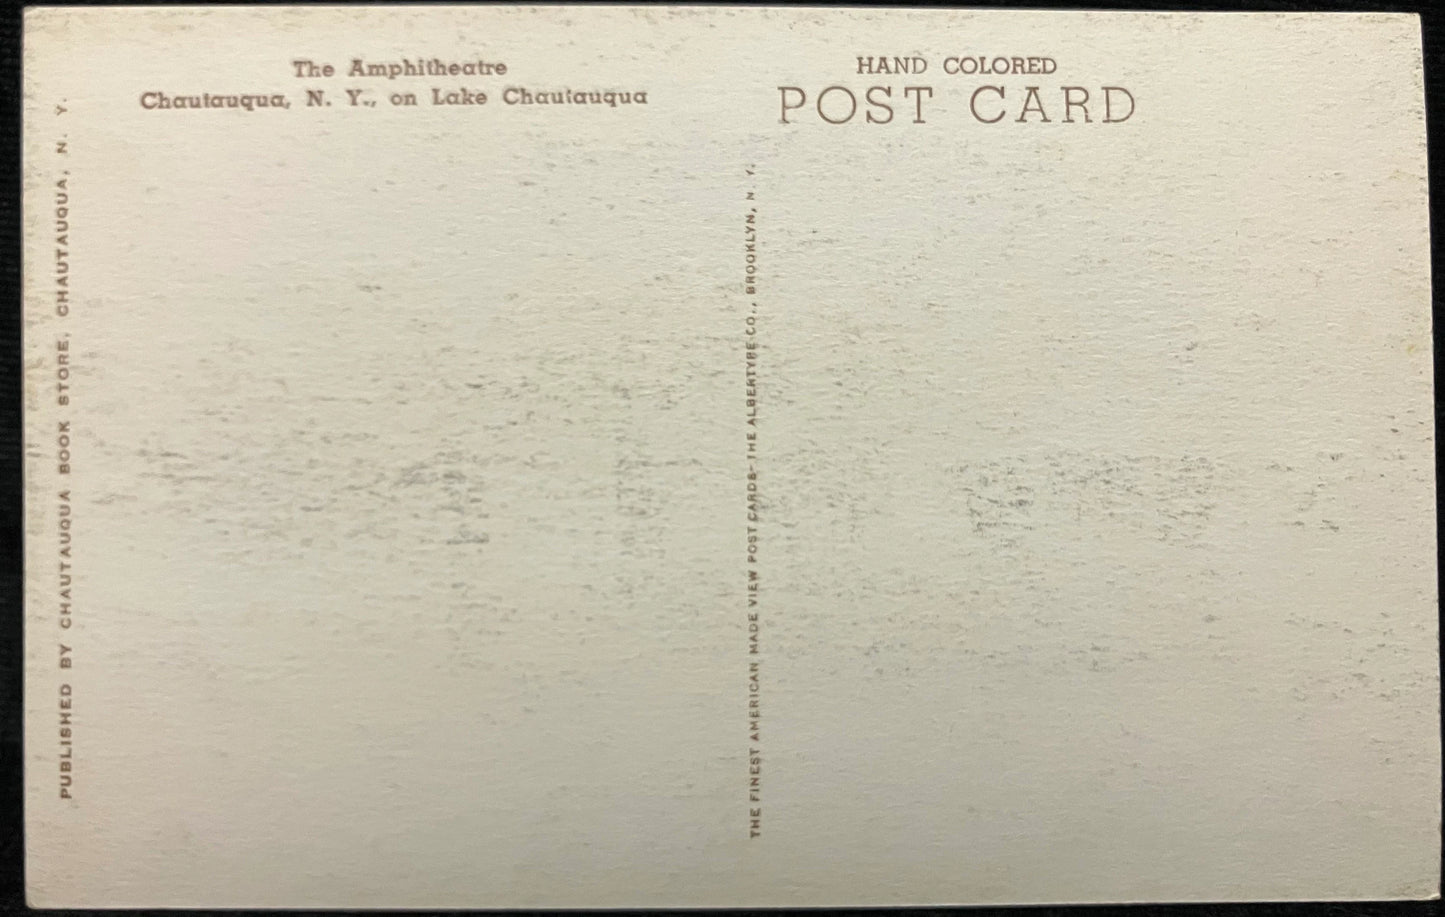 The Amphitheatre
Chautauqua, N. Y., on Lake Chautauqua
HAND COLORED
POST CARD
PUBLISHED BY CHAUTAUQUA BOOK STORE, CHAUTAUQUA, N. Y.
THE FINEST AMERICAN MADE VIEW POST CARDS—THE ALBERTYPE CO., BROOKLYN, N. Y.